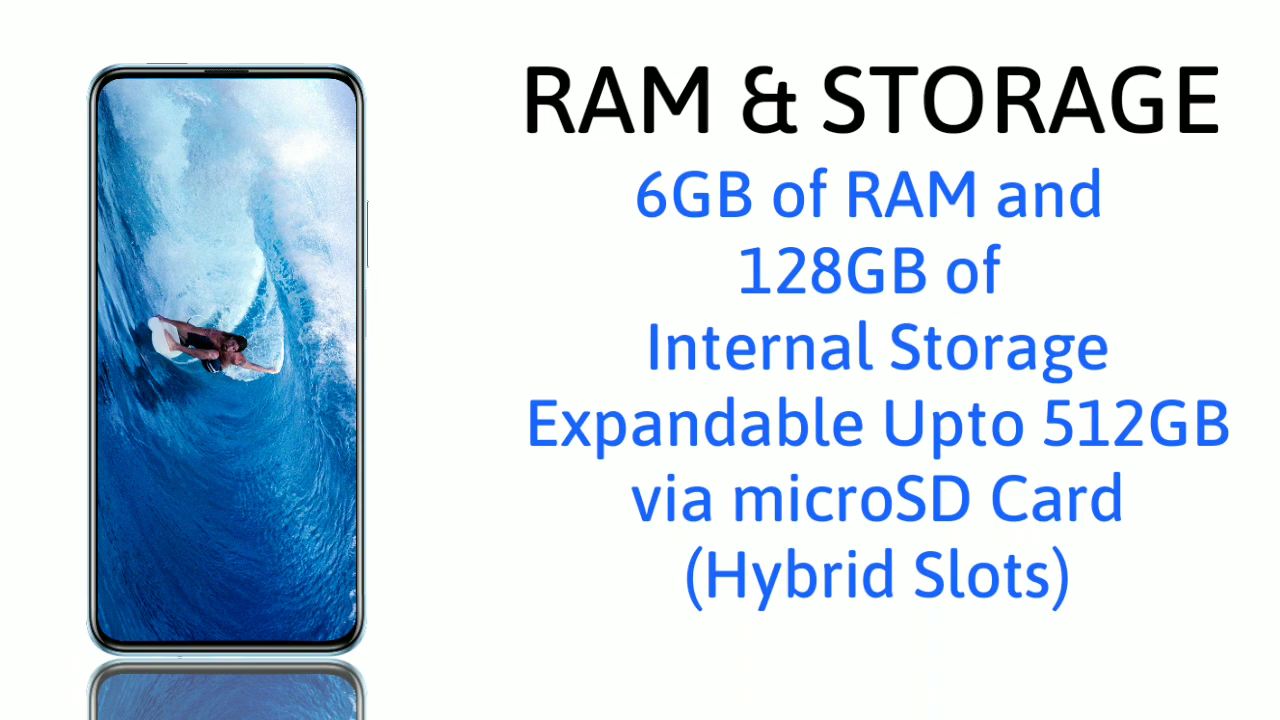 RAM & STORAGE
6GB of RAM and
128GB of
Internal Storage
Expandable Upto 512GB
via microSD Card
(Hybrid Slots)